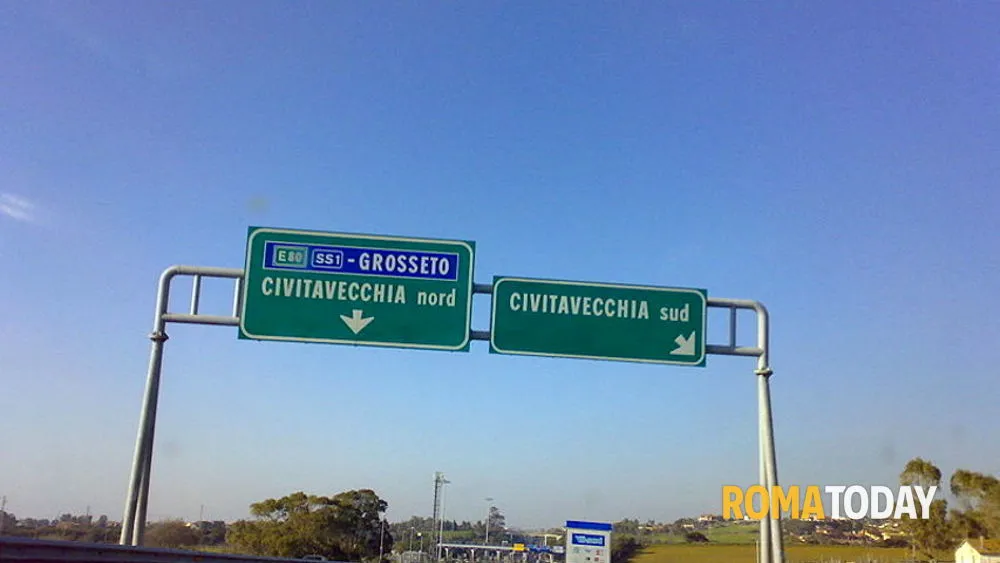 E80 SS1 - GROSSETO
CIVITAVECCHIA nord
CIVITAVECCHIA sud
ROMATODAY